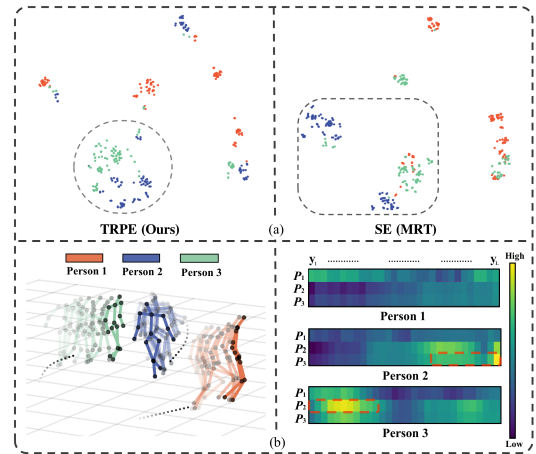 TRPE (Ours)
(a)
SE (MRT)
Person 1
Person 2
Person 3
y₁ ............ ............ ............ y_L
High
P₁
P₂
P₃
Person 1
P₁
P₂
P₃
Person 2
P₁
P₂
P₃
Person 3
Low
(b)